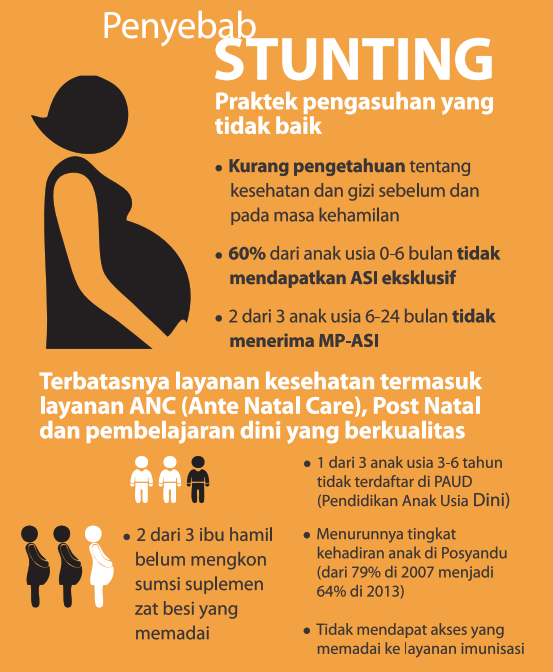 Penyebab
STUNTING
Praktek pengasuhan yang
tidak baik
• Kurang pengetahuan tentang
kesehatan dan gizi sebelum dan
pada masa kehamilan
• 60% dari anak usia 0-6 bulan tidak
mendapatkan ASI eksklusif
• 2 dari 3 anak usia 6-24 bulan tidak
menerima MP-ASI
Terbatasnya layanan kesehatan termasuk
layanan ANC (Ante Natal Care), Post Natal
dan pembelajaran dini yang berkualitas
• 1 dari 3 anak usia 3-6 tahun
tidak terdaftar di PAUD
(Pendidikan Anak Usia Dini)
• 2 dari 3 ibu hamil
belum mengkon
sumsi suplemen
zat besi yang
memadai
• Menurunnya tingkat
kehadiran anak di Posyandu
(dari 79% di 2007 menjadi
64% di 2013)
• Tidak mendapat akses yang
memadai ke layanan imunisasi